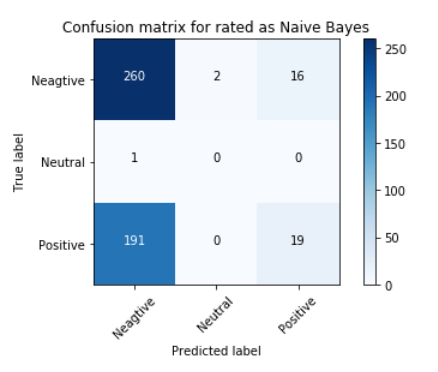 Confusion matrix for rated as Naive Bayes
True label
Neagtive
Neutral
Positive
260 2 16
1 0 0
191 0 19
Neagtive Neutral Positive
Predicted label
250
200
150
100
50
0